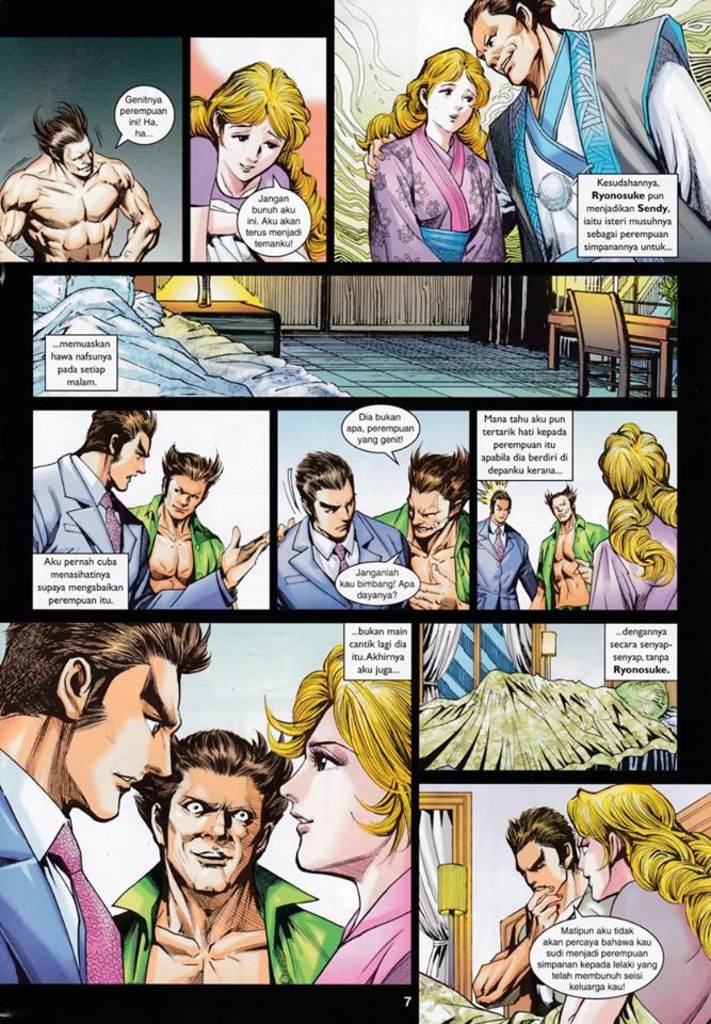 Genitnya
perempuan
ini! Ha,
ha...
Jangan
bunuh aku
ini. Aku akan
terus menjadi
temanku!
Kesudahannya,
Ryonosuke pun
menjadikan Sendy,
iaitu isteri musuhnya
sebagai perempuan
simpanannya untuk...
...memuaskan
hawa nafsunya
pada setiap
malam.
Aku pernah cuba
menasihatinya
supaya mengabaikan
perempuan itu.
Dia bukan
apa, perempuan
yang genit!
Janganlah
kau bimbang! Apa
dayanya?
Mana tahu aku pun
tertarik hati kepada
perempuan itu
apabila dia berdiri di
depanku kerana...
...bukan main
cantik lagi dia
itu. Akhirnya
aku juga...
...dengannya
secara senyap-
senyap, tanpa
Ryonosuke.
Matipun aku tidak
akan percaya bahawa kau
sudi menjadi perempuan
simpanan kepada lelaki yang
telah membunuh seisi
keluarga kau!
7